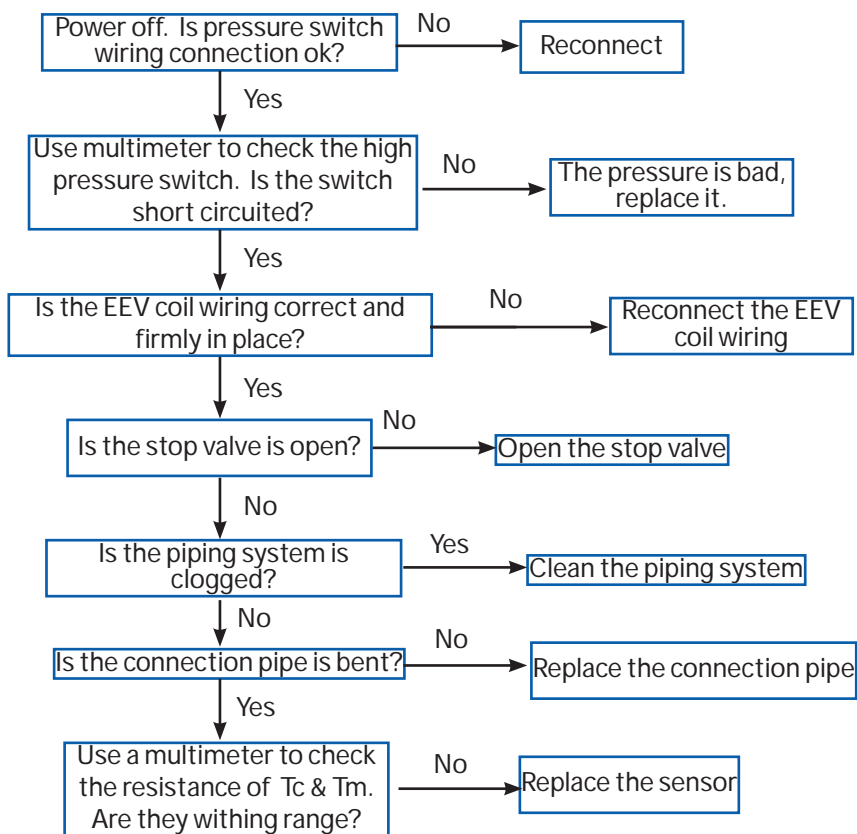 Power off. Is pressure switch
wiring connection ok?
No
Reconnect
Yes
Use multimeter to check the high
pressure switch. Is the switch
short circuited?
No
The pressure is bad,
replace it.
Yes
Is the EEV coil wiring correct and
firmly in place?
No
Reconnect the EEV
coil wiring
Yes
Is the stop valve is open?
No
Open the stop valve
No
Is the piping system is
clogged?
Yes
Clean the piping system
No
Is the connection pipe is bent?
No
Replace the connection pipe
Yes
Use a multimeter to check
the resistance of Tc & Tm.
Are they withing range?
No
Replace the sensor